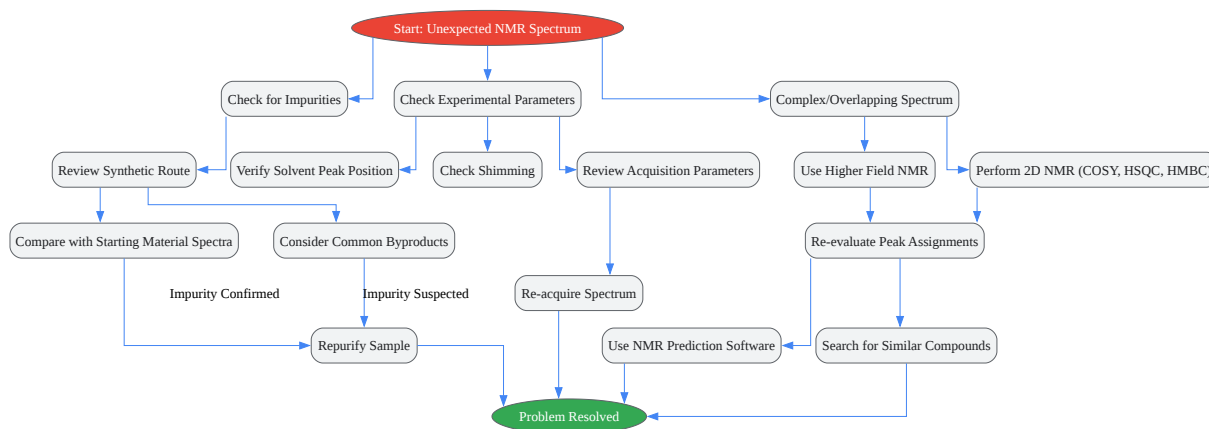 Start: Unexpected NMR Spectrum
Check for Impurities
Check Experimental Parameters
Complex/Overlapping Spectrum
Review Synthetic Route
Verify Solvent Peak Position
Check Shimming
Review Acquisition Parameters
Use Higher Field NMR
Perform 2D NMR (COSY, HSQC, HMBC)
Compare with Starting Material Spectra
Consider Common Byproducts
Re-evaluate Peak Assignments
Impurity Confirmed
Impurity Suspected
Re-acquire Spectrum
Repurify Sample
Use NMR Prediction Software
Search for Similar Compounds
Problem Resolved